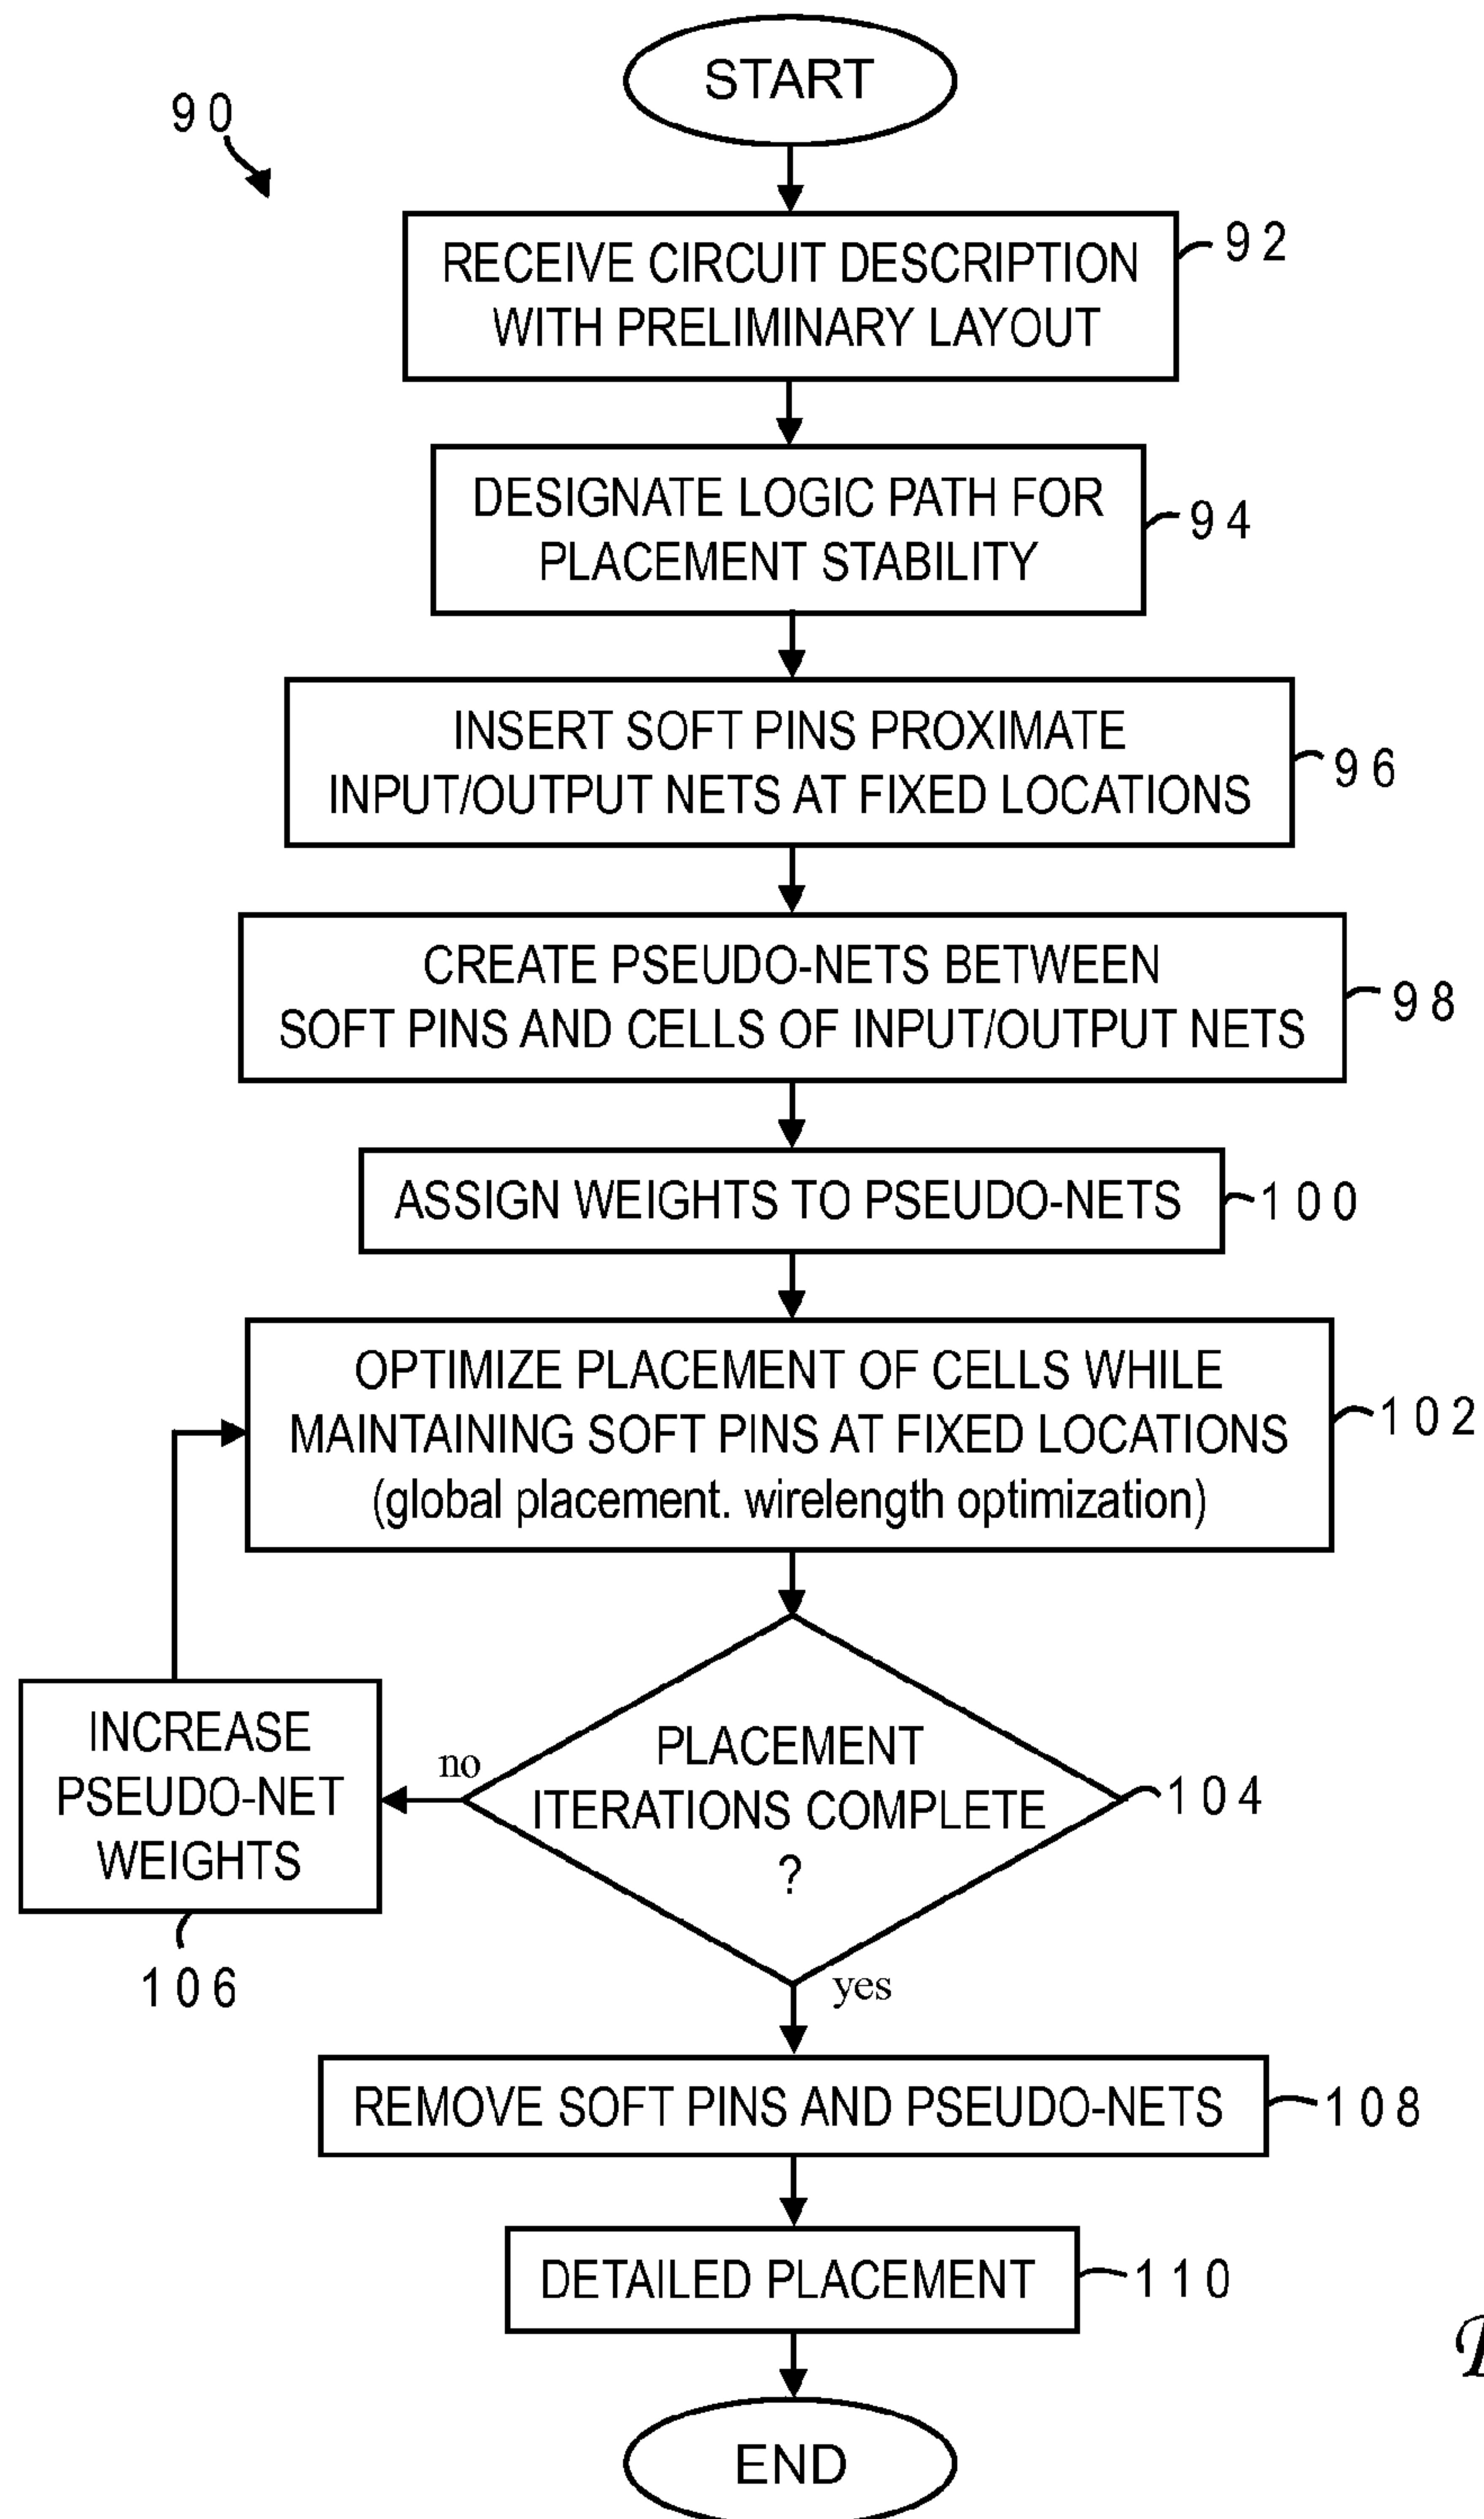 START
90
RECEIVE CIRCUIT DESCRIPTION
WITH PRELIMINARY LAYOUT
92
DESIGNATE LOGIC PATH FOR
PLACEMENT STABILITY
94
INSERT SOFT PINS PROXIMATE
INPUT/OUTPUT NETS AT FIXED LOCATIONS
96
CREATE PSEUDO-NETS BETWEEN
SOFT PINS AND CELLS OF INPUT/OUTPUT NETS
98
ASSIGN WEIGHTS TO PSEUDO-NETS
100
OPTIMIZE PLACEMENT OF CELLS WHILE
MAINTAINING SOFT PINS AT FIXED LOCATIONS
(global placement. wirelength optimization)
102
PLACEMENT
ITERATIONS COMPLETE
?
104
no
INCREASE
PSEUDO-NET
WEIGHTS
106
yes
REMOVE SOFT PINS AND PSEUDO-NETS
108
DETAILED PLACEMENT
110
END